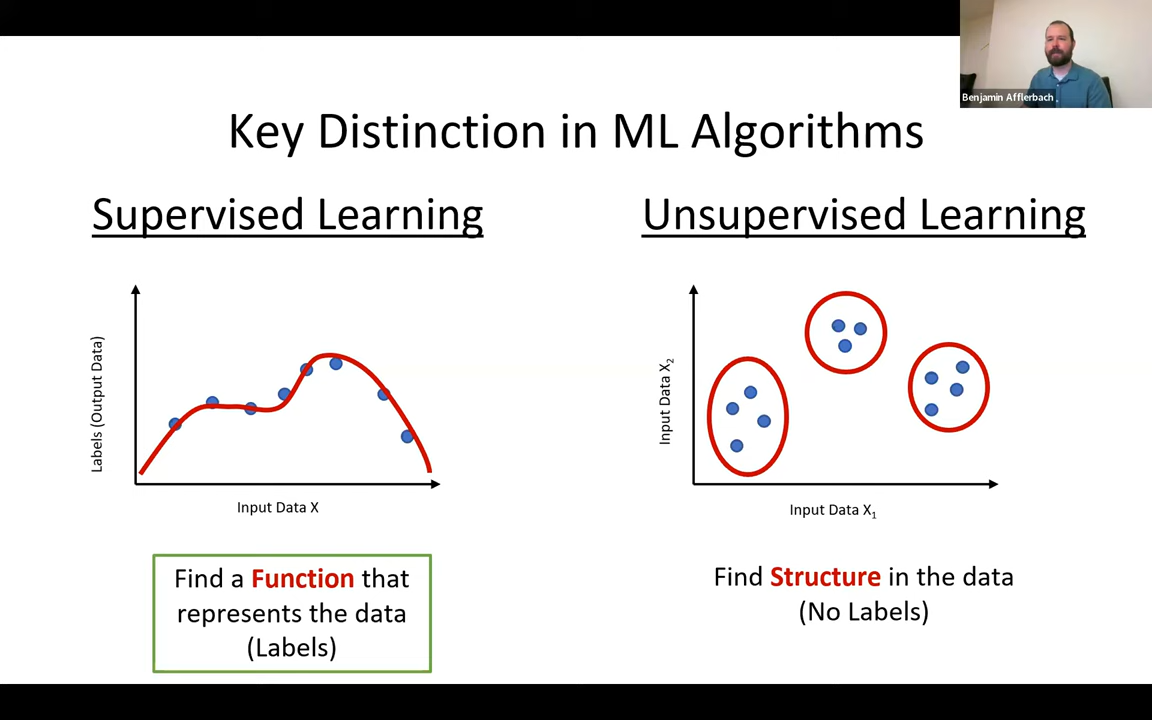 Benjamin Afflerbach
Key Distinction in ML Algorithms
Supervised Learning
Labels (Output Data)
Input Data X
Find a Function that
represents the data
(Labels)
Unsupervised Learning
Input Data X₂
Input Data X₁
Find Structure in the data
(No Labels)